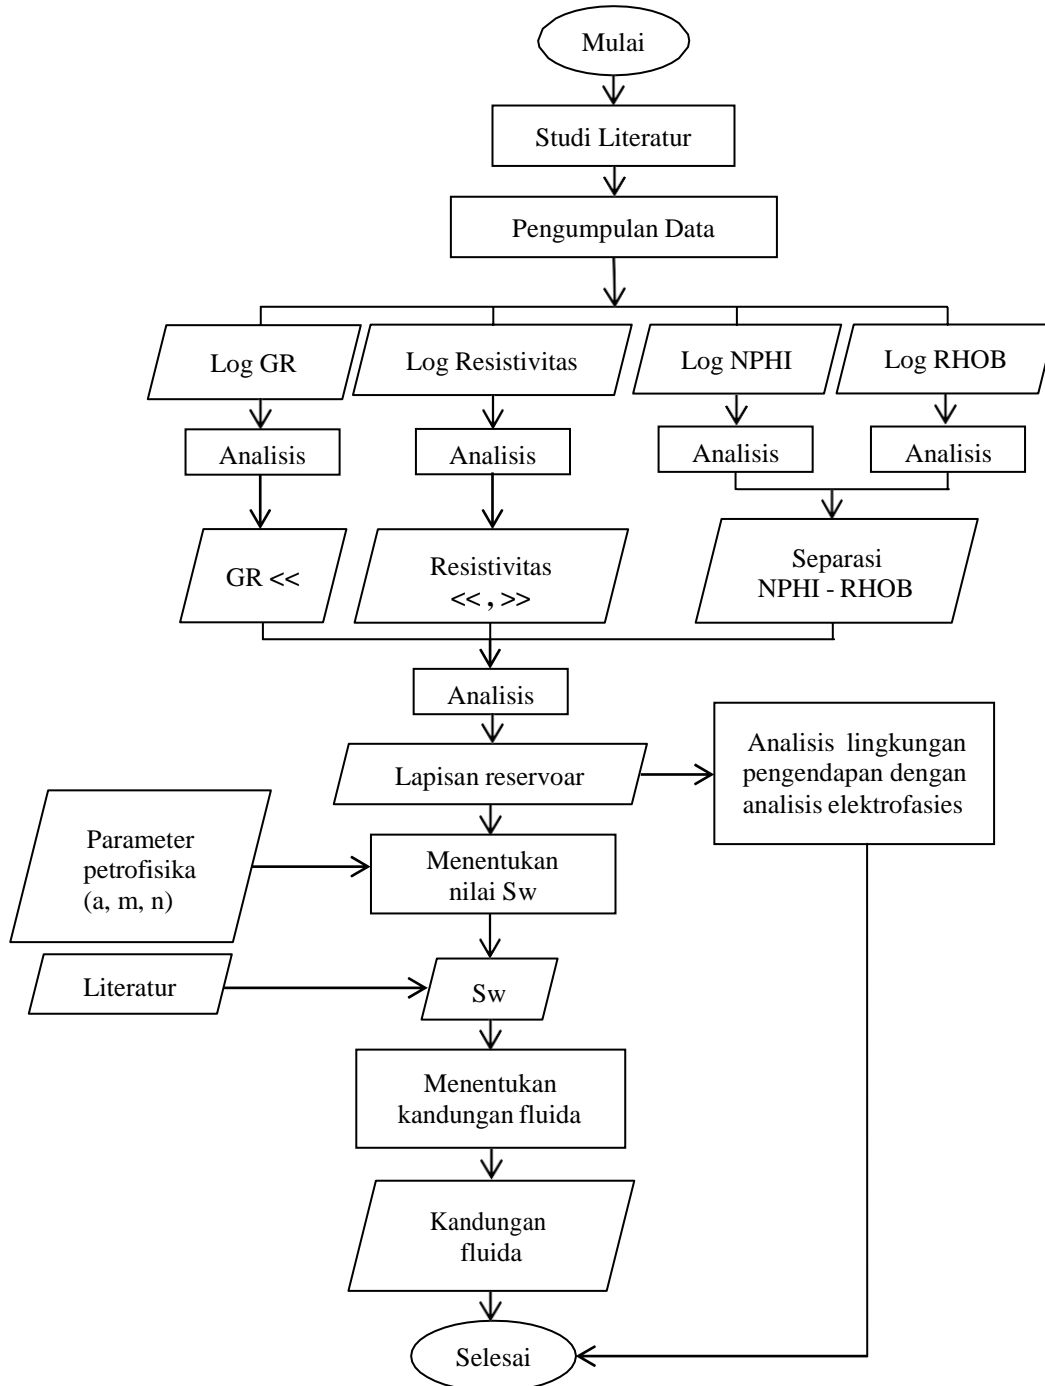 Mulai
Studi Literatur
Pengumpulan Data
Log GR
Log Resistivitas
Log NPHI
Log RHOB
Analisis
Analisis
Analisis
Analisis
GR <<
Resistivitas
<< , >>
Separasi
NPHI - RHOB
Analisis
Lapisan reservoar
Analisis lingkungan
pengendapan dengan
analisis elektrofasies
Parameter
petrofisika
(a, m, n)
Menentukan
nilai Sw
Literatur
Sw
Menentukan
kandungan fluida
Kandungan
fluida
Selesai